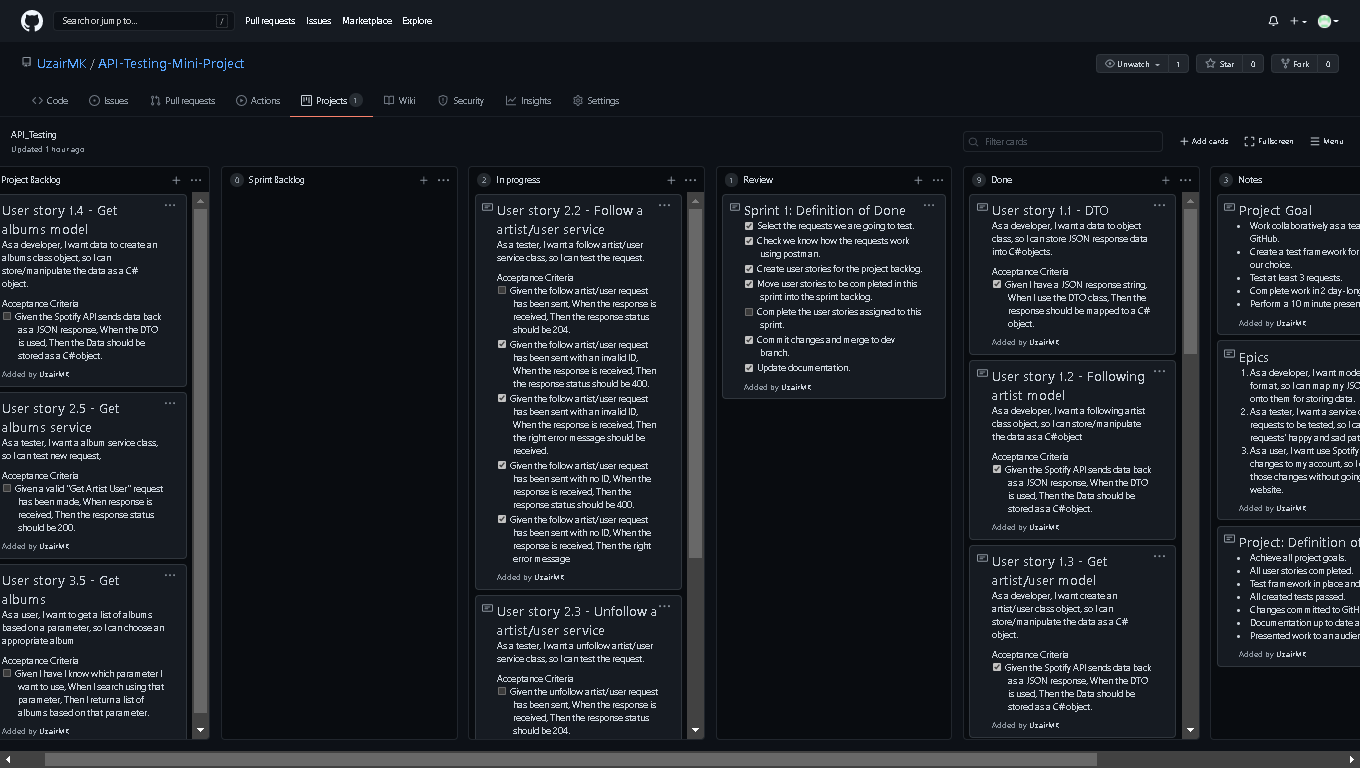 Search or jump to...
/
Pull requests
Issues
Marketplace
Explore
UzairMK / API-Testing-Mini-Project
Unwatch
1
Star
0
Fork
0
Code
Issues
Pull requests
Actions
Projects
1
Wiki
Security
Insights
Settings
API_Testing
Updated 1 hour ago
Filter cards
Add cards
Fullscreen
Menu
Project Backlog
User story 1.4 - Get
albums model
As a developer, I want data to create an
albums class object, so I can
store/manipulate the data as a C#
object.
Acceptance Criteria
Given the Spotify API sends data back
as a JSON response, When the DTO
is used, Then the Data should be
stored as a C# object.
Added by UzairMK
User story 2.5 - Get
albums service
As a tester, I want a album service class,
so I can test new request,
Acceptance Criteria
Given a valid "Get Artist User" request
has been made, When response is
received, Then the response status
should be 200.
Added by UzairMK
User story 3.5 - Get
albums
As a user, I want to get a list of albums
based on a parameter, so I can choose an
appropriate album
Acceptance Criteria
Given I have I know which parameter I
want to use, When I search using that
parameter, Then I return a list of
albums based on that parameter.
Added by UzairMK
0
Sprint Backlog
2
In progress
User story 2.2 - Follow a
artist/user service
As a tester, I want a follow artist/user
service class, so I can test the request.
Acceptance Criteria
Given the follow artist/user request
has been sent, When the response is
received, Then the response status
should be 204.
Given the follow artist/user request
has been sent with an invalid ID,
When the response is received, Then
the response status should be 400.
Given the follow artist/user request
has been sent with an invalid ID,
When the response is received, Then
the right error message should be
received.
Given the follow artist/user request
has been sent with no ID, When the
response is received, Then the
response status should be 400.
Given the follow artist/user request
has been sent with no ID, When the
response is received, Then the right
error message
Added by UzairMK
User story 2.3 - Unfollow a
artist/user service
As a tester, I want a unfollow artist/user
service class, so I can test the request.
Acceptance Criteria
Given the unfollow artist/user request
has been sent, When the response is
received, Then the response status
should be 204.
1
Review
Sprint 1: Definition of Done
Select the requests we are going to test.
Check we know how the requests work
using postman.
Create user stories for the project backlog.
Move user stories to be completed in this
sprint into the sprint backlog.
Complete the user stories assigned to this
sprint.
Commit changes and merge to dev
branch.
Update documentation.
Added by UzairMK
9
Done
User story 1.1 - DTO
As a developer, I want a data to object
class, so I can store JSON response data
into C# objects.
Acceptance Criteria
Given I have a JSON response string,
When I use the DTO class, Then the
response should be mapped to a C#
object.
Added by UzairMK
User story 1.2 - Following
artist model
As a developer, I want a following artist
class object, so I can store/manipulate
the data as a C# object
Acceptance Criteria
Given the Spotify API sends data back
as a JSON response, When the DTO
is used, Then the Data should be
stored as a C# object.
Added by UzairMK
User story 1.3 - Get
artist/user model
As a developer, I want create an
artist/user class object, so I can
store/manipulate the data as a C#
object.
Acceptance Criteria
Given the Spotify API sends data back
as a JSON response, When the DTO
is used, Then the Data should be
stored as a C# object.
Added by UzairMK
3
Notes
Project Goal
Work collaboratively as a tea
GitHub.
Create a test framework for
our choice.
Test at least 3 requests.
Complete work in 2 day-long
Perform a 10 minute presen
Added by UzairMK
Epics
1. As a developer, I want mode
format, so I can map my JSO
onto them for storing data.
2. As a tester, I want a service c
requests to be tested, so I ca
requests' happy and sad pat
3. As a user, I want use Spotify
changes to my account, so I
those changes without going
website.
Added by UzairMK
Project: Definition of
Achieve all project goals.
All user stories completed.
Test framework in place and
All created tests passed.
Changes committed to GitH
Documentation up to date a
Presented work to an audien
Added by UzairMK